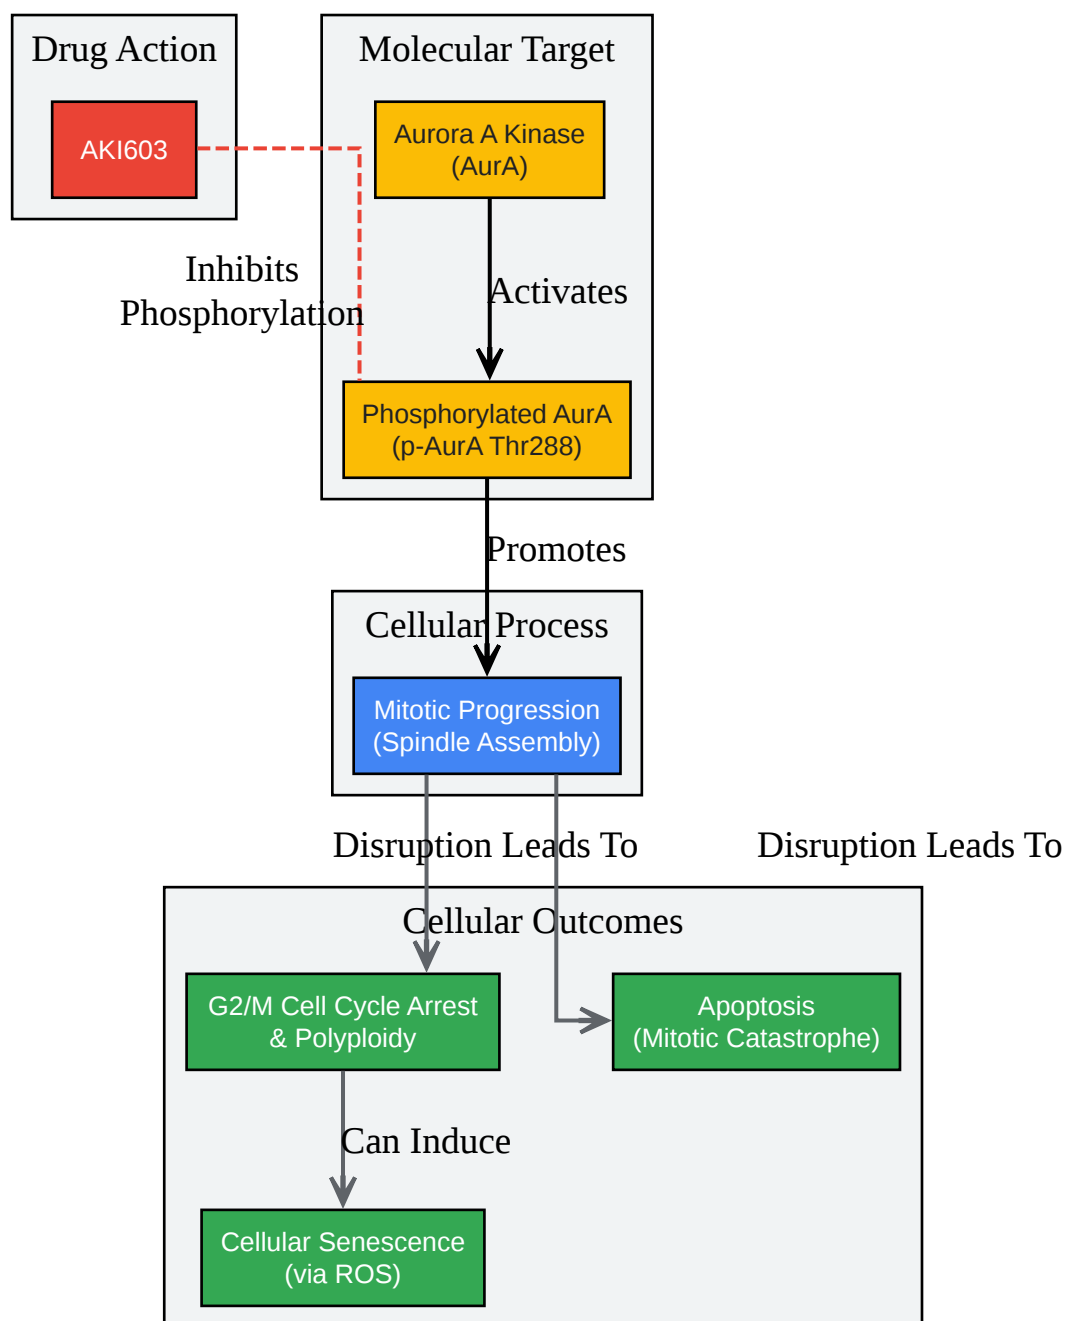 Drug Action
AKI603
Molecular Target
Aurora A Kinase
(AurA)
Inhibits
Phosphorylation
Activates
Phosphorylated AurA
(p-AurA Thr288)
Promotes
Cellular Process
Mitotic Progression
(Spindle Assembly)
Disruption Leads To
Disruption Leads To
Cellular Outcomes
G2/M Cell Cycle Arrest
& Polyploidy
Apoptosis
(Mitotic Catastrophe)
Can Induce
Cellular Senescence
(via ROS)